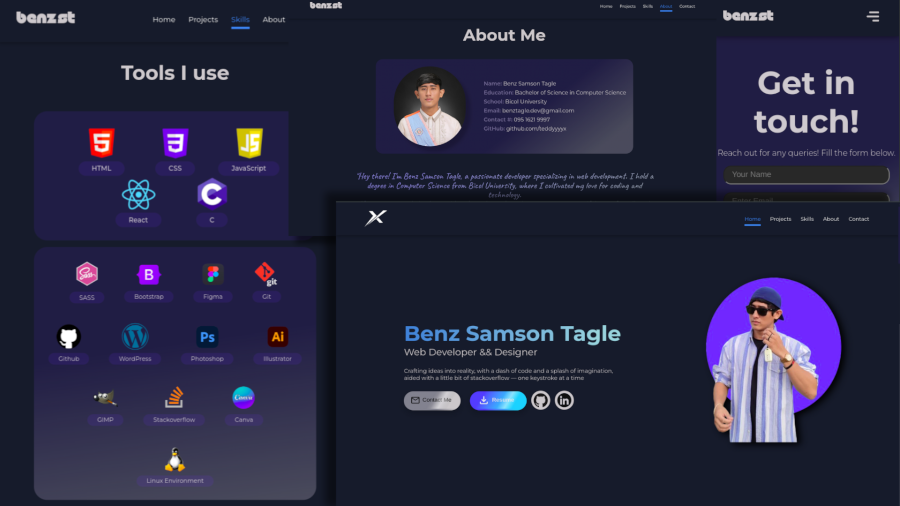 banzst
Home Projects Skills About
Tools I use
HTML CSS JavaScript
React C
SASS Bootstrap Figma Git
Github WordPress Photoshop Illustrator
GIMP Stackoverflow Canva
Linux Environment
banzst
Home Projects Skills About Contact
About Me
Name: Benz Samson Tagle
Education: Bachelor of Science in Computer Science
School: Bicol University
Email: benztagle.dev@gmail.com
Contact #: 095 1621 9997
GitHub: github.com/teddyyyyx
"Hey there! I'm Benz Samson Tagle, a passionate developer specializing in web development. I hold a
degree in Computer Science from Bicol University, where I cultivated my love for coding and
technology.
banzst
Get in
touch!
Reach out for any queries! Fill the form below.
Your Name
Enter Email
Home Projects Skills About Contact
Benz Samson Tagle
Web Developer && Designer
Crafting ideas into reality, with a dash of code and a splash of imagination,
aided with a little bit of stackoverflow — one keystroke at a time
Contact Me Resume